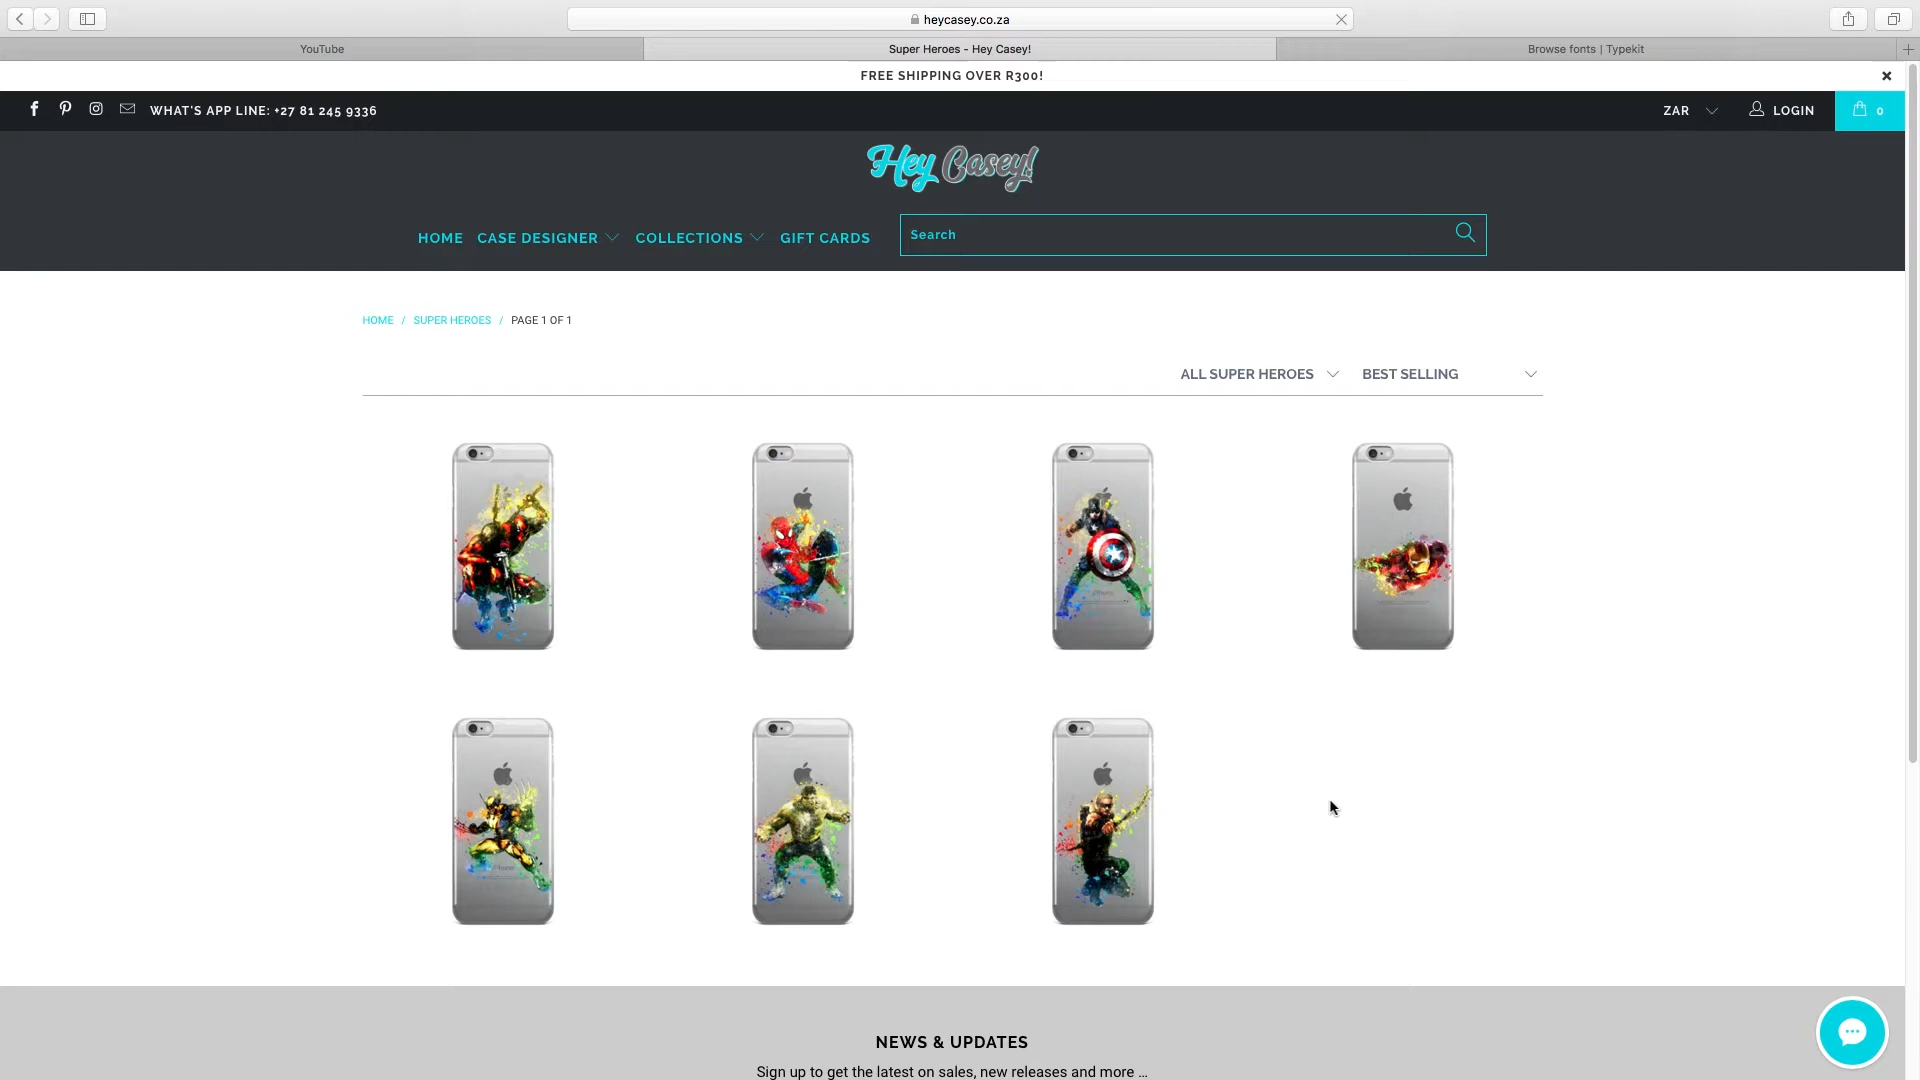 heycasey.co.za
YouTube
Super Heroes - Hey Casey!
Browse fonts | Typekit
FREE SHIPPING OVER R300!
WHAT'S APP LINE: +27 81 245 9336
ZAR
LOGIN
0
Hey Casey!
HOME
CASE DESIGNER
COLLECTIONS
GIFT CARDS
Search
HOME / SUPER HEROES / PAGE 1 OF 1
ALL SUPER HEROES
BEST SELLING
NEWS & UPDATES
Sign up to get the latest on sales, new releases and more …